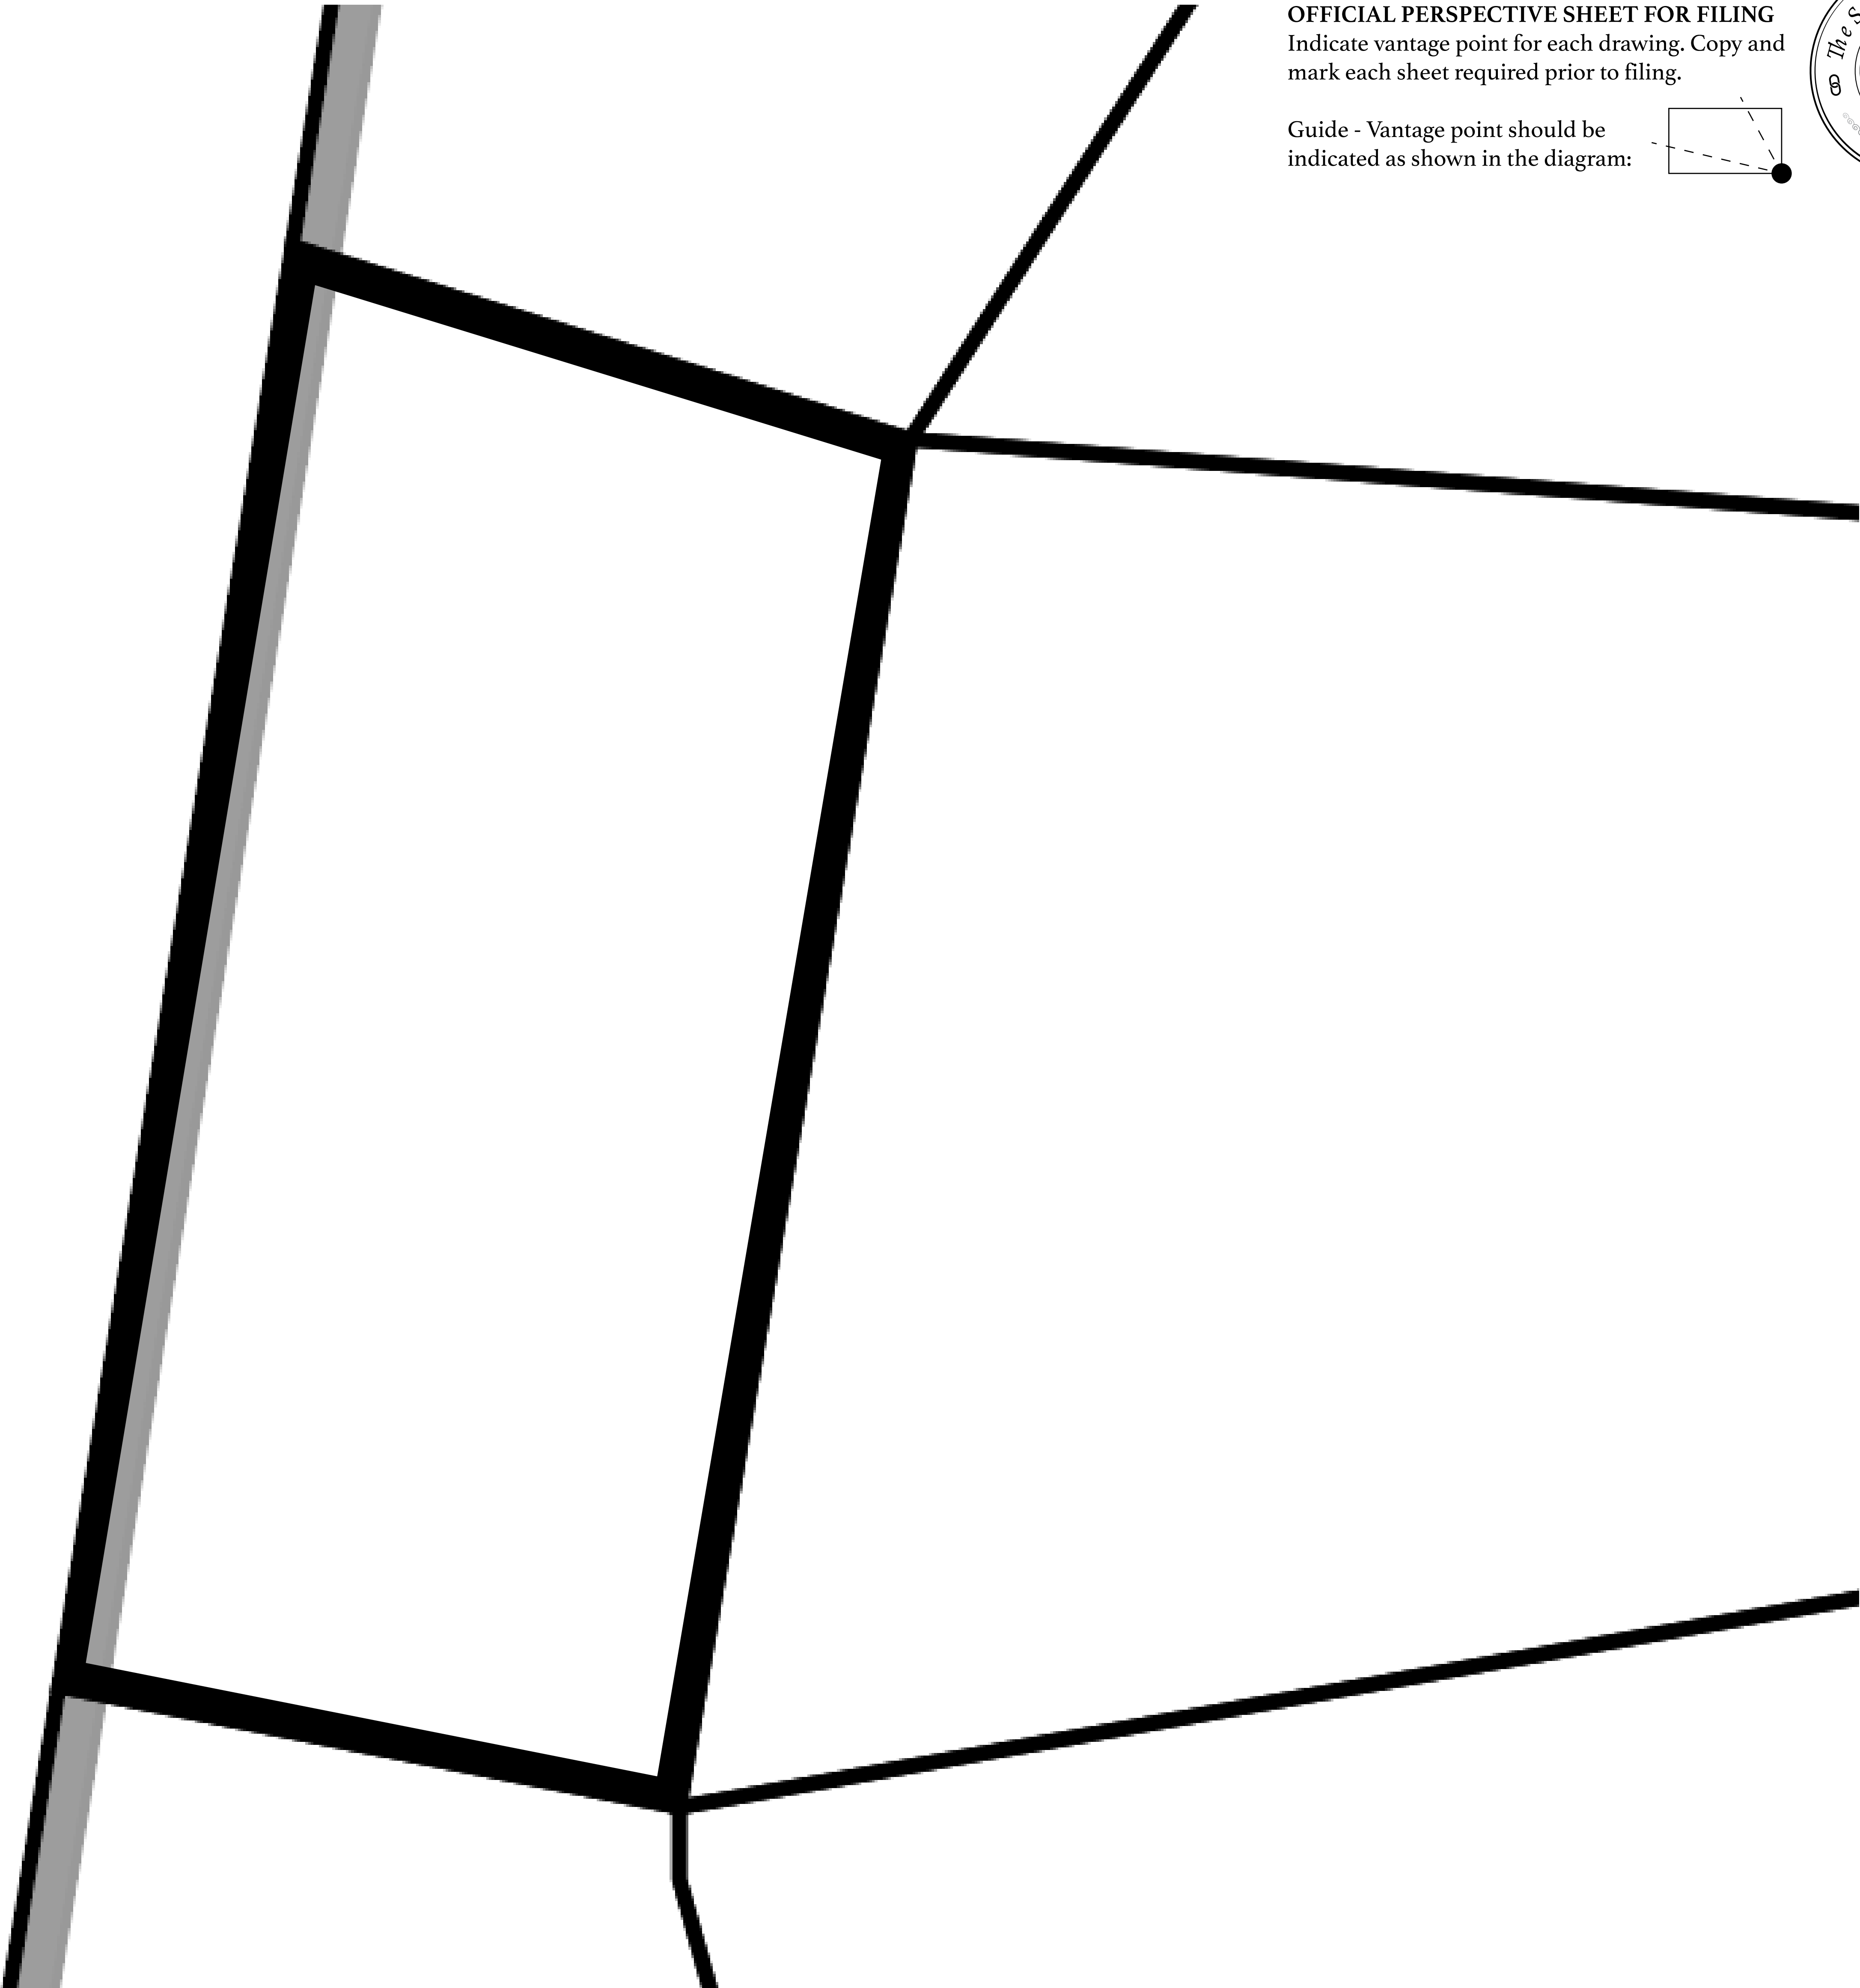 OFFICIAL PERSPECTIVE SHEET FOR FILING
Indicate vantage point for each drawing. Copy and
mark each sheet required prior to filing.
Guide - Vantage point should be
indicated as shown in the diagram:
The